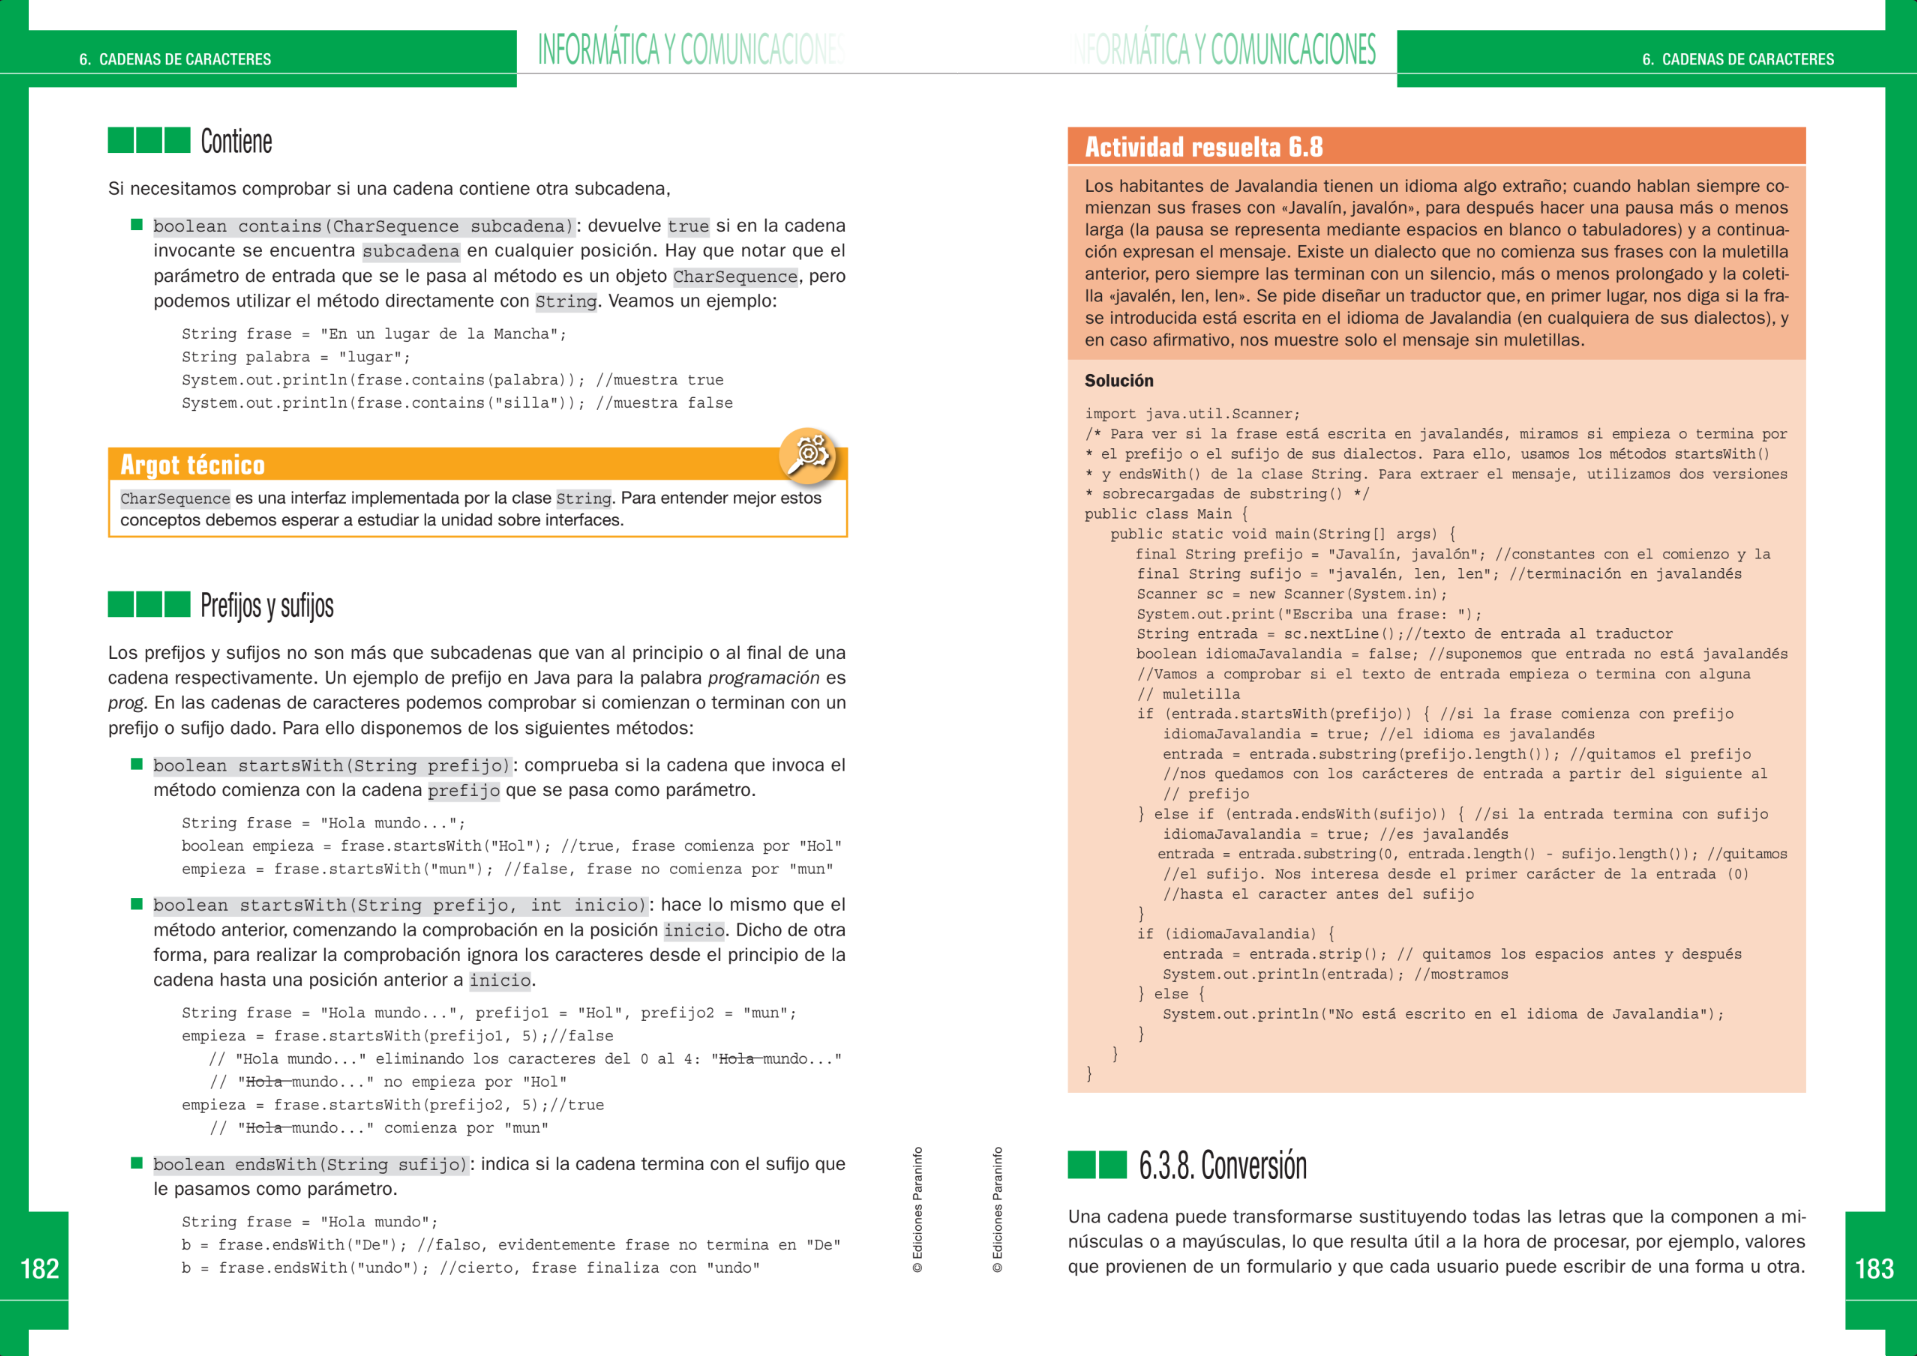 6. CADENAS DE CARACTERES
INFORMÁTICA Y COMUNICACIONES
Contiene
Si necesitamos comprobar si una cadena contiene otra subcadena,
boolean contains(CharSequence subcadena): devuelve true si en la cadena
invocante se encuentra subcadena en cualquier posición. Hay que notar que el
parámetro de entrada que se le pasa al método es un objeto CharSequence, pero
podemos utilizar el método directamente con String. Veamos un ejemplo:
String frase = "En un lugar de la Mancha";
String palabra = "lugar";
System.out.println(frase.contains(palabra)); //muestra true
System.out.println(frase.contains("silla")); //muestra false
Argot técnico
CharSequence es una interfaz implementada por la clase String. Para entender mejor estos
conceptos debemos esperar a estudiar la unidad sobre interfaces.
Prefijos y sufijos
Los prefijos y sufijos no son más que subcadenas que van al principio o al final de una
cadena respectivamente. Un ejemplo de prefijo en Java para la palabra programación es
prog. En las cadenas de caracteres podemos comprobar si comienzan o terminan con un
prefijo o sufijo dado. Para ello disponemos de los siguientes métodos:
boolean startsWith(String prefijo): comprueba si la cadena que invoca el
método comienza con la cadena prefijo que se pasa como parámetro.
String frase = "Hola mundo...";
boolean empieza = frase.startsWith("Hol"); //true, frase comienza por "Hol"
empieza = frase.startsWith("mun"); //false, frase no comienza por "mun"
boolean startsWith(String prefijo, int inicio): hace lo mismo que el
método anterior, comenzando la comprobación en la posición inicio. Dicho de otra
forma, para realizar la comprobación ignora los caracteres desde el principio de la
cadena hasta una posición anterior a inicio.
String frase = "Hola mundo...", prefijo1 = "Hol", prefijo2 = "mun";
empieza = frase.startsWith(prefijo1, 5);//false
// "Hola mundo..." eliminando los caracteres del 0 al 4: "Hola mundo..."
// "Hola mundo..." no empieza por "Hol"
empieza = frase.startsWith(prefijo2, 5);//true
// "Hola mundo..." comienza por "mun"
boolean endsWith(String sufijo): indica si la cadena termina con el sufijo que
le pasamos como parámetro.
String frase = "Hola mundo";
b = frase.endsWith("De"); //falso, evidentemente frase no termina en "De"
b = frase.endsWith("undo"); //cierto, frase finaliza con "undo"
182
© Ediciones Paraninfo
INFORMÁTICA Y COMUNICACIONES
6. CADENAS DE CARACTERES
Actividad resuelta 6.8
Los habitantes de Javalandia tienen un idioma algo extraño; cuando hablan siempre co-
mienzan sus frases con «Javalín, javalón», para después hacer una pausa más o menos
larga (la pausa se representa mediante espacios en blanco o tabuladores) y a continua-
ción expresan el mensaje. Existe un dialecto que no comienza sus frases con la muletilla
anterior, pero siempre las terminan con un silencio, más o menos prolongado y la coleti-
lla «javalén, len, len». Se pide diseñar un traductor que, en primer lugar, nos diga si la fra-
se introducida está escrita en el idioma de Javalandia (en cualquiera de sus dialectos), y
en caso afirmativo, nos muestre solo el mensaje sin muletillas.
Solución
import java.util.Scanner;
/* Para ver si la frase está escrita en javalandés, miramos si empieza o termina por
* el prefijo o el sufijo de sus dialectos. Para ello, usamos los métodos startsWith()
* y endsWith() de la clase String. Para extraer el mensaje, utilizamos dos versiones
* sobrecargadas de substring() */
public class Main {
public static void main(String[] args) {
final String prefijo = "Javalín, javalón"; //constantes con el comienzo y la
final String sufijo = "javalén, len, len"; //terminación en javalandés
Scanner sc = new Scanner(System.in);
System.out.print("Escriba una frase: ");
String entrada = sc.nextLine();//texto de entrada al traductor
boolean idiomaJavalandia = false; //suponemos que entrada no está javalandés
//Vamos a comprobar si el texto de entrada empieza o termina con alguna
// muletilla
if (entrada.startsWith(prefijo)) { //si la frase comienza con prefijo
idiomaJavalandia = true; //el idioma es javalandés
entrada = entrada.substring(prefijo.length()); //quitamos el prefijo
//nos quedamos con los carácteres de entrada a partir del siguiente al
// prefijo
} else if (entrada.endsWith(sufijo)) { //si la entrada termina con sufijo
idiomaJavalandia = true; //es javalandés
entrada = entrada.substring(0, entrada.length() - sufijo.length()); //quitamos
//el sufijo. Nos interesa desde el primer carácter de la entrada (0)
//hasta el caracter antes del sufijo
}
if (idiomaJavalandia) {
entrada = entrada.strip(); // quitamos los espacios antes y después
System.out.println(entrada); //mostramos
} else {
System.out.println("No está escrito en el idioma de Javalandia");
}
}
}
6.3.8. Conversión
Una cadena puede transformarse sustituyendo todas las letras que la componen a mi-
núsculas o a mayúsculas, lo que resulta útil a la hora de procesar, por ejemplo, valores
que provienen de un formulario y que cada usuario puede escribir de una forma u otra.
© Ediciones Paraninfo
183